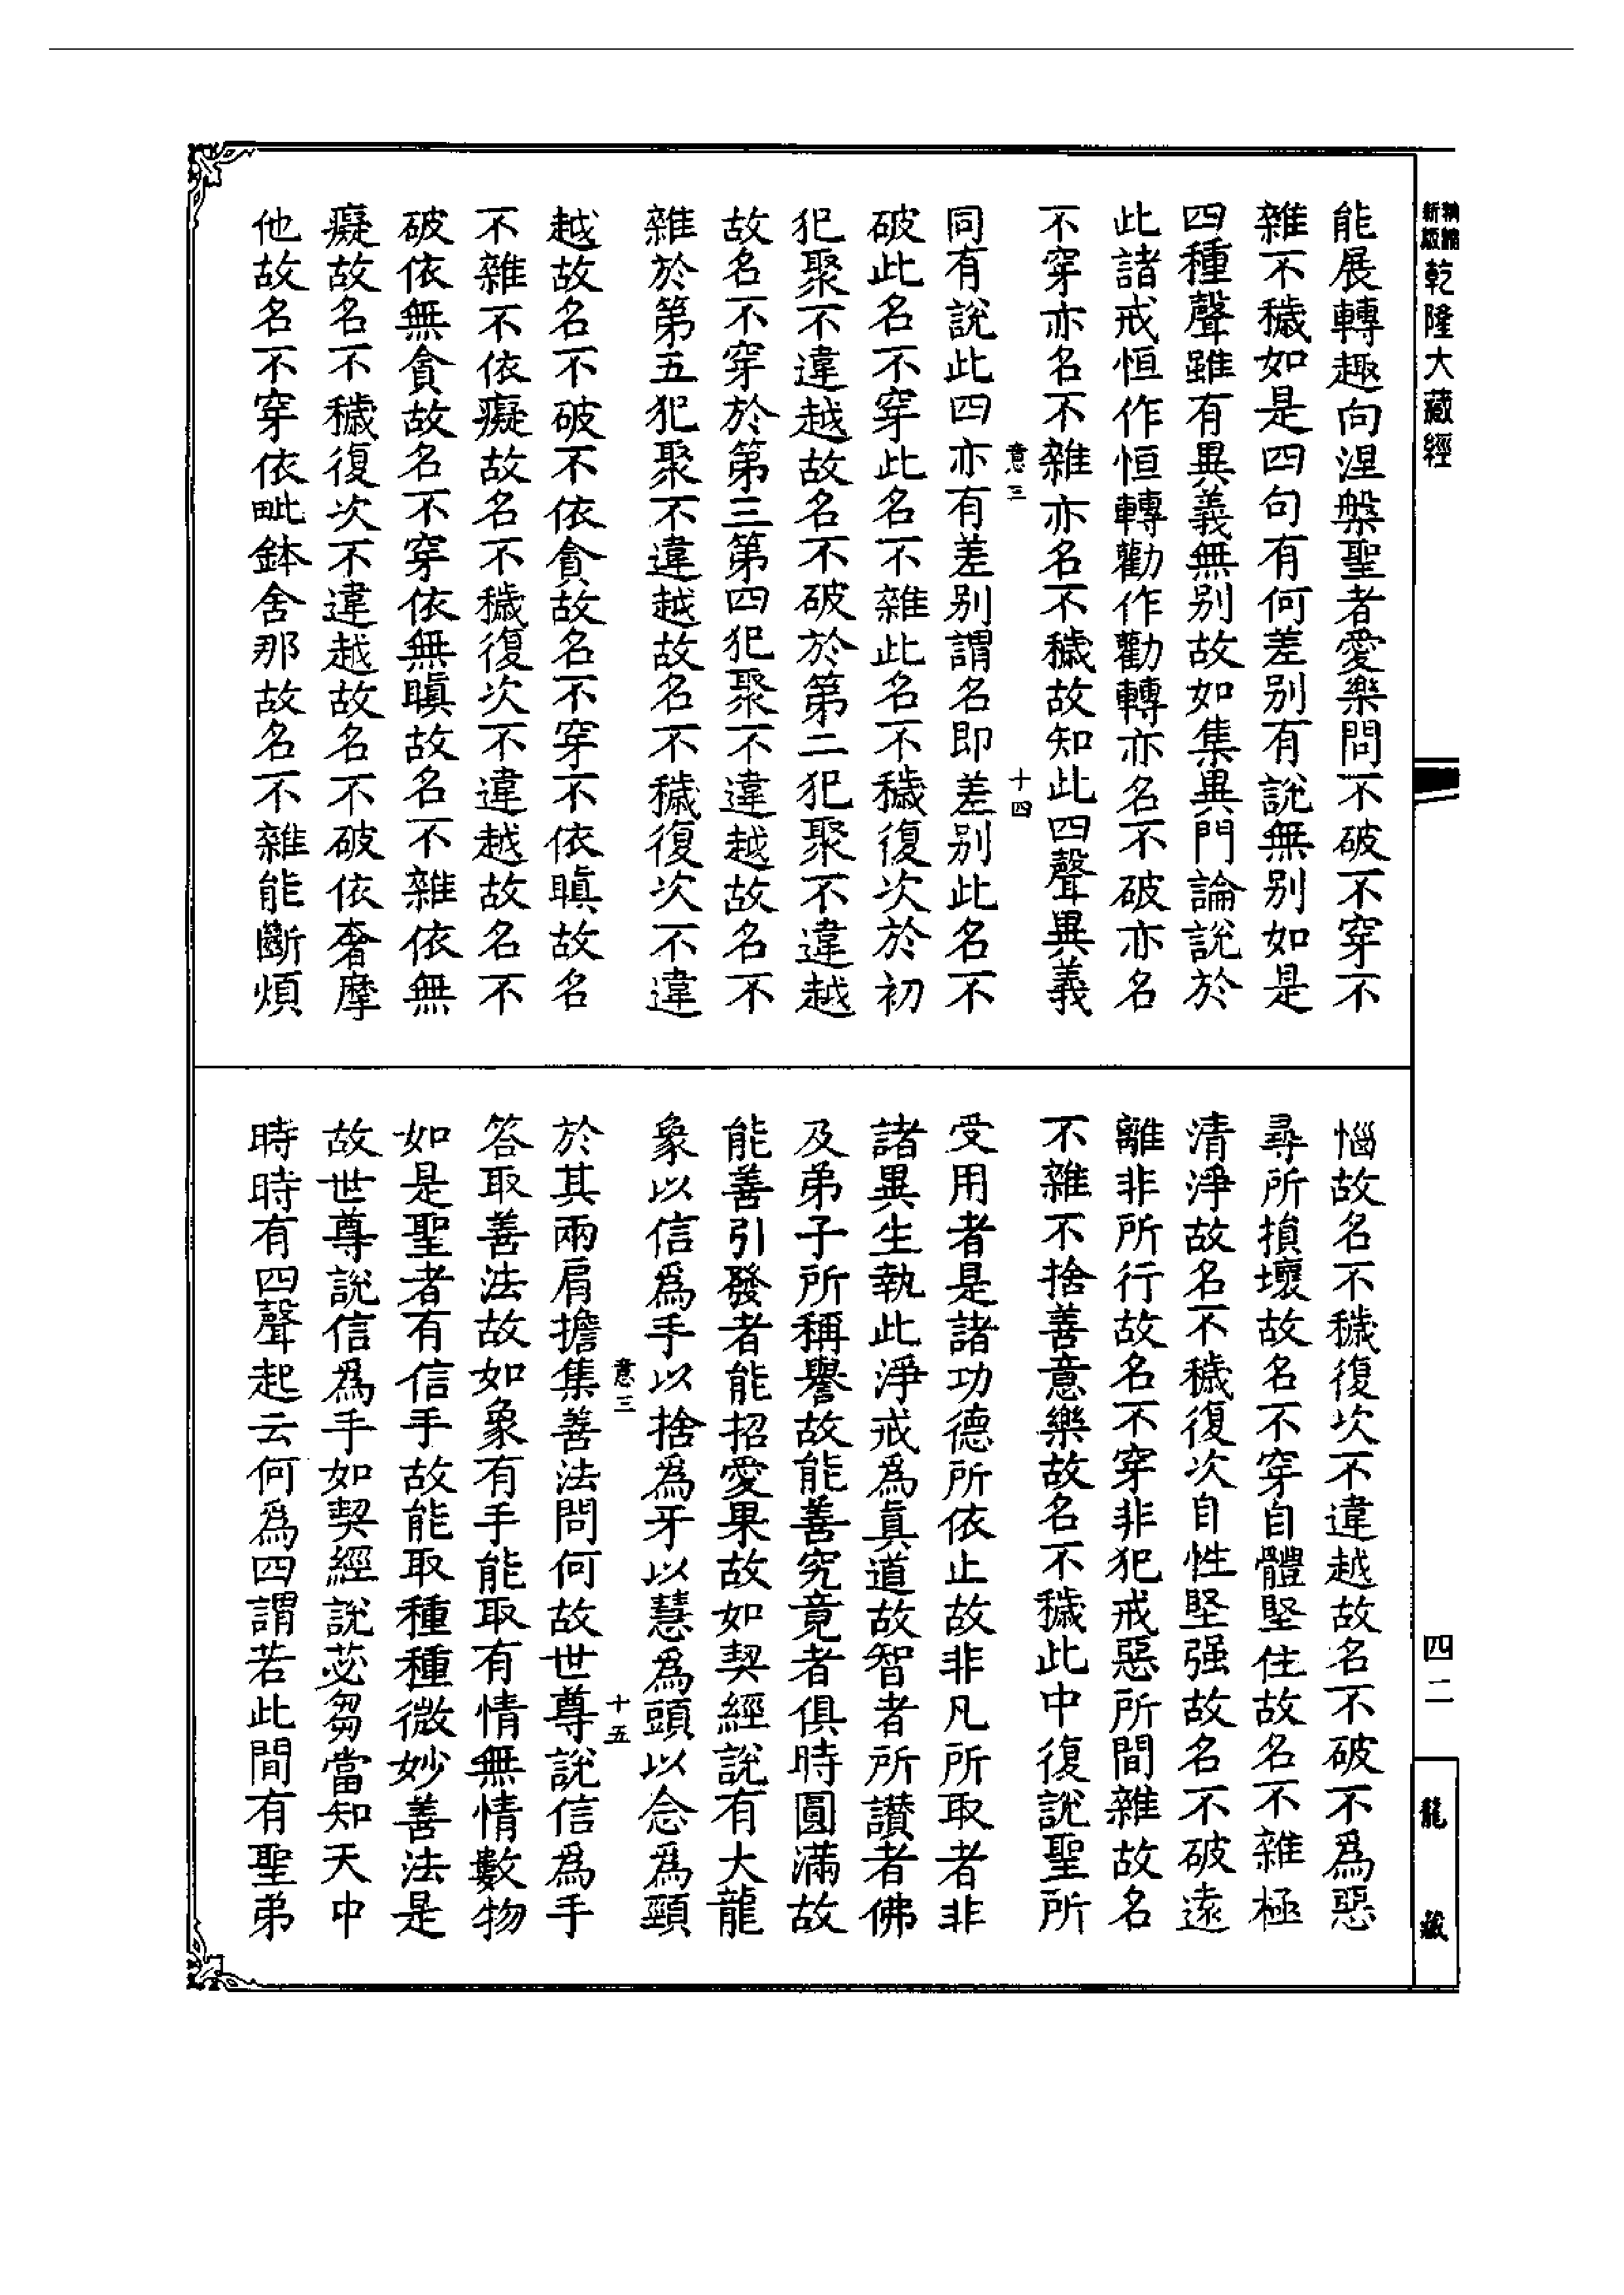 新版 精縮 乾隆大藏經
能展轉趣向涅槃聖者愛樂問不破不穿不
雜不穢如是四句有何差别有說無别如是
四種聲雖有異義無别故如集異門論說於
此諸戒恒作恒轉勸作勸轉亦名不破亦名
不穿亦名不雜亦名不穢故知此四聲異義
意三 十四
同有說此四亦有差别謂名即差别此名不
破此名不穿此名不雜此名不穢復次於初
犯聚不違越故名不破於第二犯聚不違越
故名不穿於第三第四犯聚不違越故名不
雜於第五犯聚不違越故名不穢復次不違
越故名不破不依貪故名不穿不依瞋故名
不雜不依癡故名不穢復次不違越故名不
破依無貪故名不穿依無瞋故名不雜依無
癡故名不穢復次不違越故名不破依奢摩
他故名不穿依毗鉢舍那故名不雜能斷煩
惱故名不穢復次不違越故名不破不爲惡
尋所損壞故名不穿自體堅住故名不雜極
清淨故名不穢復次自性堅强故名不破遠
離非所行故名不穿非犯戒惡所間雜故名
不雜不捨善意樂故名不穢此中復說聖所
受用者是諸功德所依止故非凡所取者非
諸異生執此淨戒爲真道故智者所讃者佛
及弟子所稱譽故能善究竟者俱時圓滿故
能善引發者能招愛果故如契經說有大龍
象以信爲手以捨爲牙以慧爲頭以念爲頸
意三 十五
於其兩肩擔集善法問何故世尊說信爲手
答取善法故如象有手能取有情無情數物
如是聖者有信手故能取種種微妙善法是
故世尊說信爲手如契經說苾芻當知天中
時時有四聲起云何爲四謂若此間有聖弟
四二
龍藏